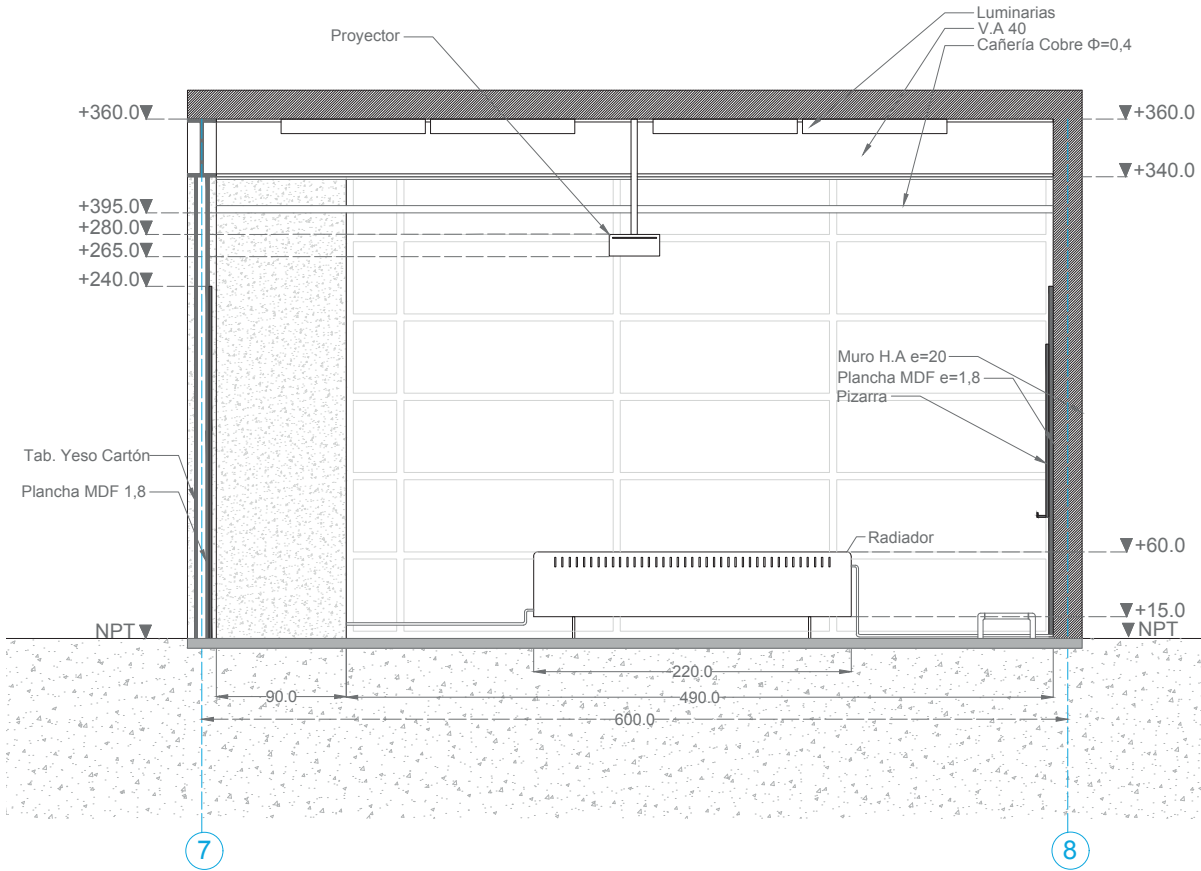 Luminarias
V.A 40
Cañería Cobre Φ=0,4
Proyector
+360.0
+360.0
+340.0
+395.0
+280.0
+265.0
+240.0
Muro H.A e=20
Plancha MDF e=1,8
Pizarra
Tab. Yeso Cartón
Plancha MDF 1,8
Radiador
+60.0
+15.0
NPT
NPT
220.0
90.0
490.0
600.0
7
8